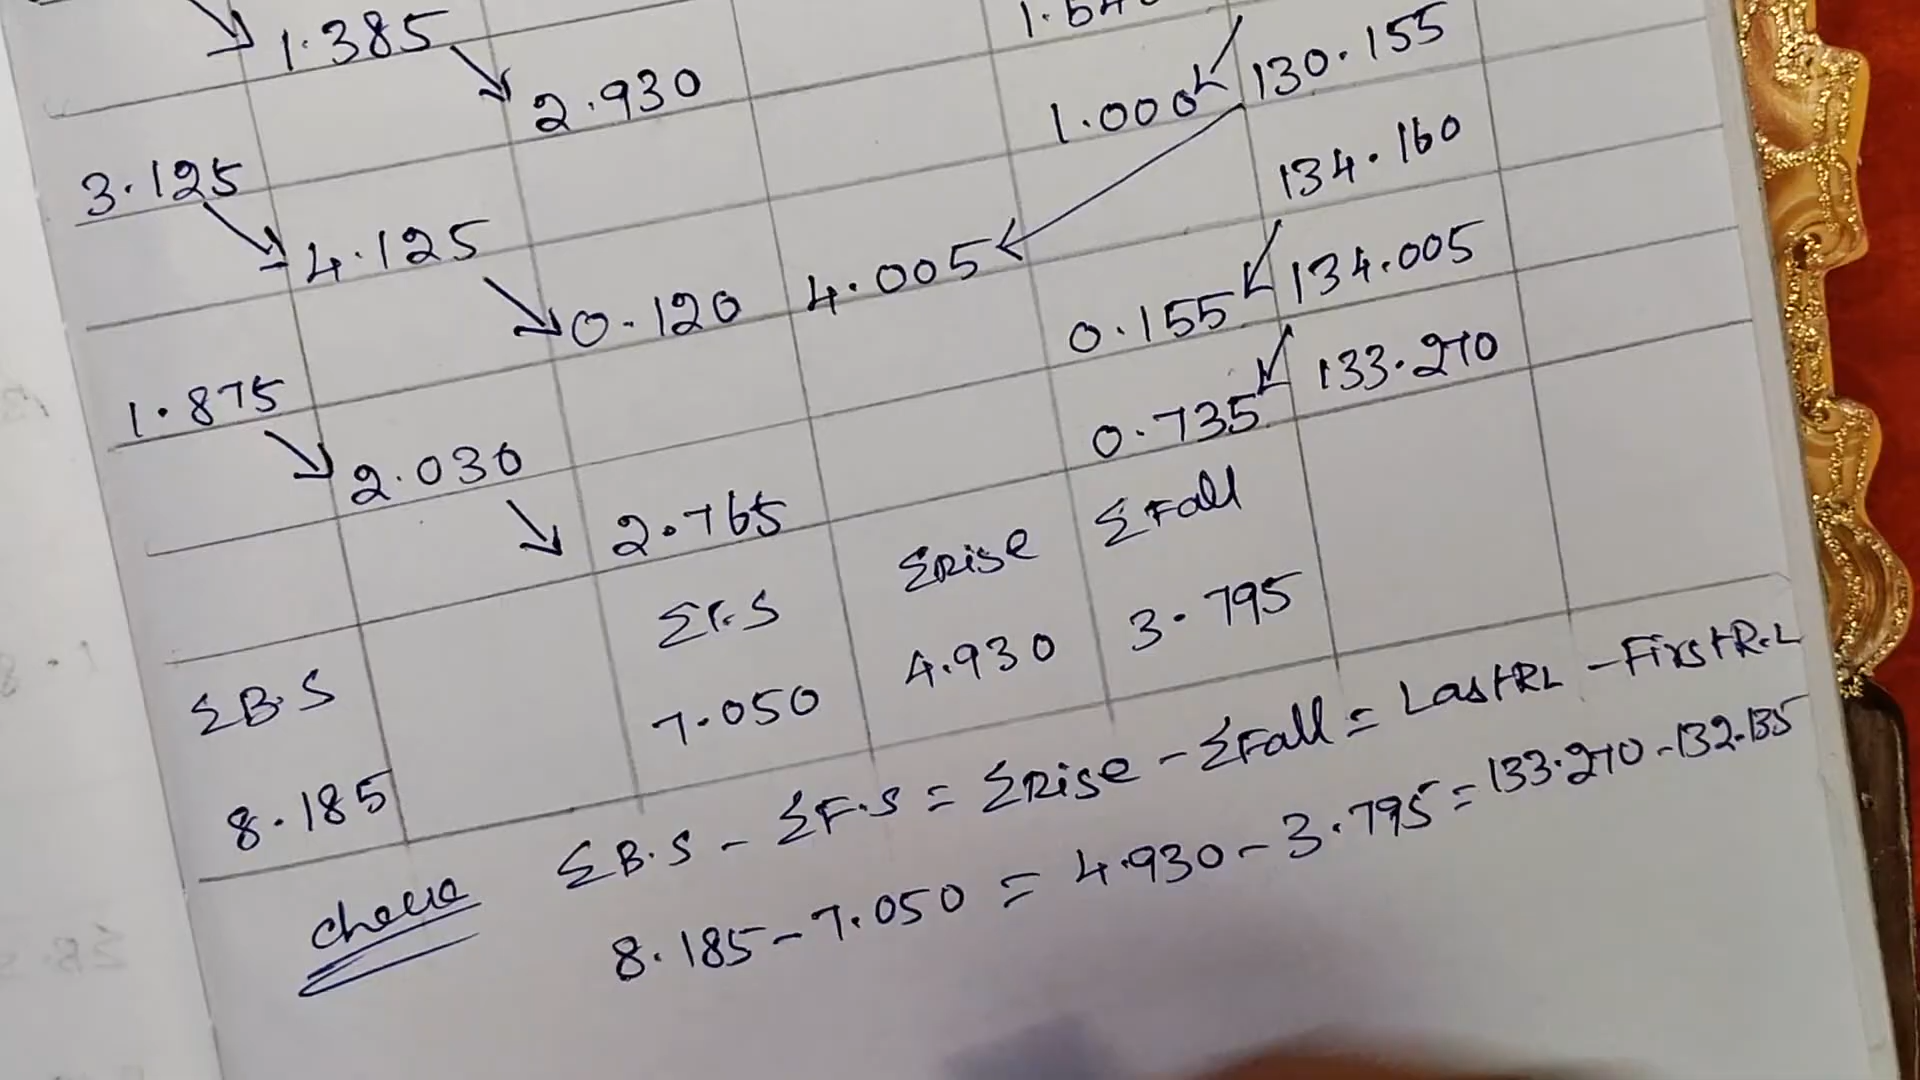 1.385
2.930 1.000 130.155
3.125
4.125 0.120 4.005 134.160
1.875 0.155 134.005
2.030 2.765 0.735 133.270
ΣB.S ΣF.S ΣRise ΣFall
8.185 7.050 4.930 3.795
ΣB.S - ΣF.S = ΣRise - ΣFall = Last RL - First R.L
8.185 - 7.050 = 4.930 - 3.795 = 133.270 - 132.135